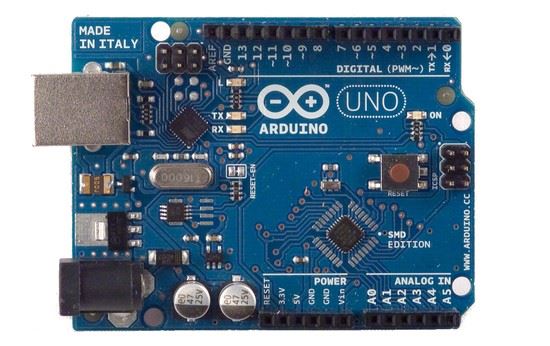 MADE
IN ITALY
AREF
GND
13
12
~11
~10
~9
8
7
~6
~5
4
~3
2
TX→1
RX←0
DIGITAL (PWM~)
L
TX
RX
ARDUINO
UNO
ON
T16000
RESET-EN
RESET
ICSP
SMD
EDITION
WWW.ARDUINO.CC
47
25V
47
25V
POWER
ANALOG IN
RESET
3.3V
5V
GND
GND
Vin
A0
A1
A2
A3
A4
A5